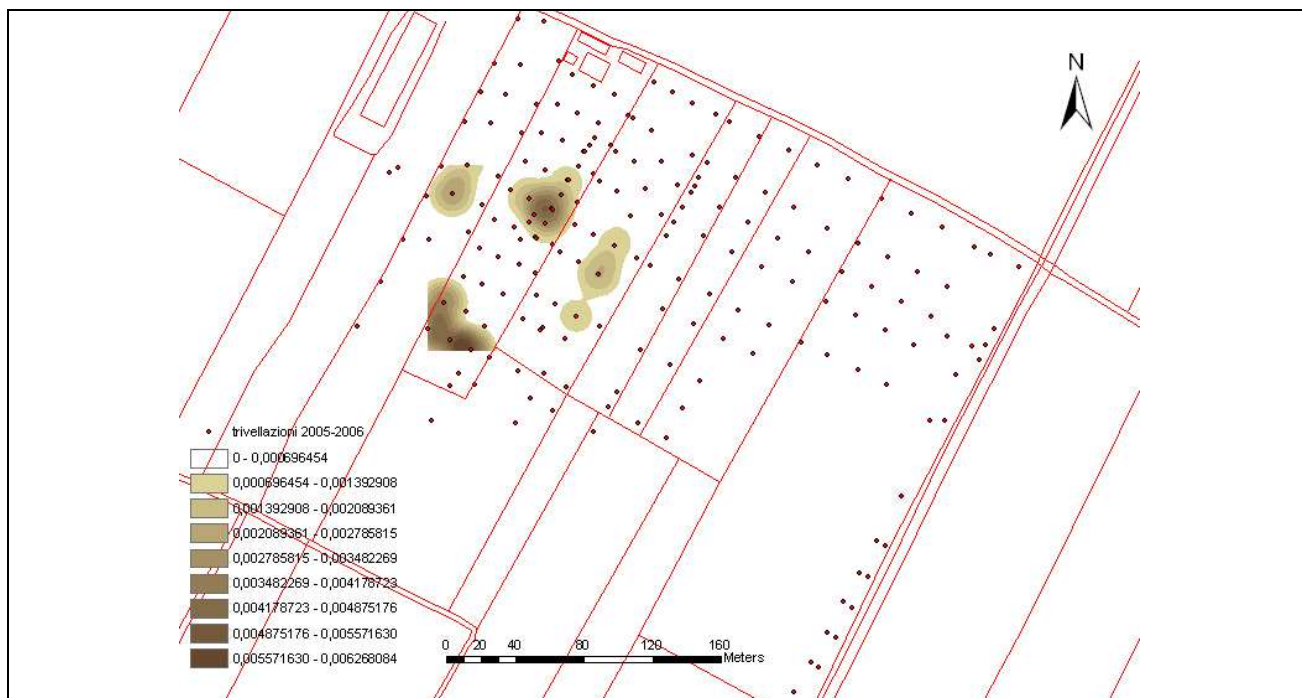 N
trivellazioni 2005-2006
0 - 0,000696454
0,000696454 - 0,001392908
0,001392908 - 0,002089361
0,002089361 - 0,002785815
0,002785815 - 0,003482269
0,003482269 - 0,004178723
0,004178723 - 0,004875176
0,004875176 - 0,005571630
0,005571630 - 0,006268084
0 20 40 80 120 160
Meters